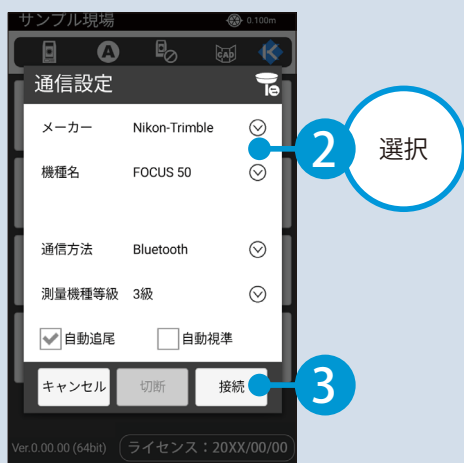 サンプル現場 0.100m
A CAD
通信設定
メーカー Nikon-Trimble
2 選択
機種名 FOCUS 50
通信方法 Bluetooth
測量機種等級 3級
自動追尾 自動視準
キャンセル 切断 接続 3
Ver.0.00.00 (64bit) ライセンス：20XX/00/00